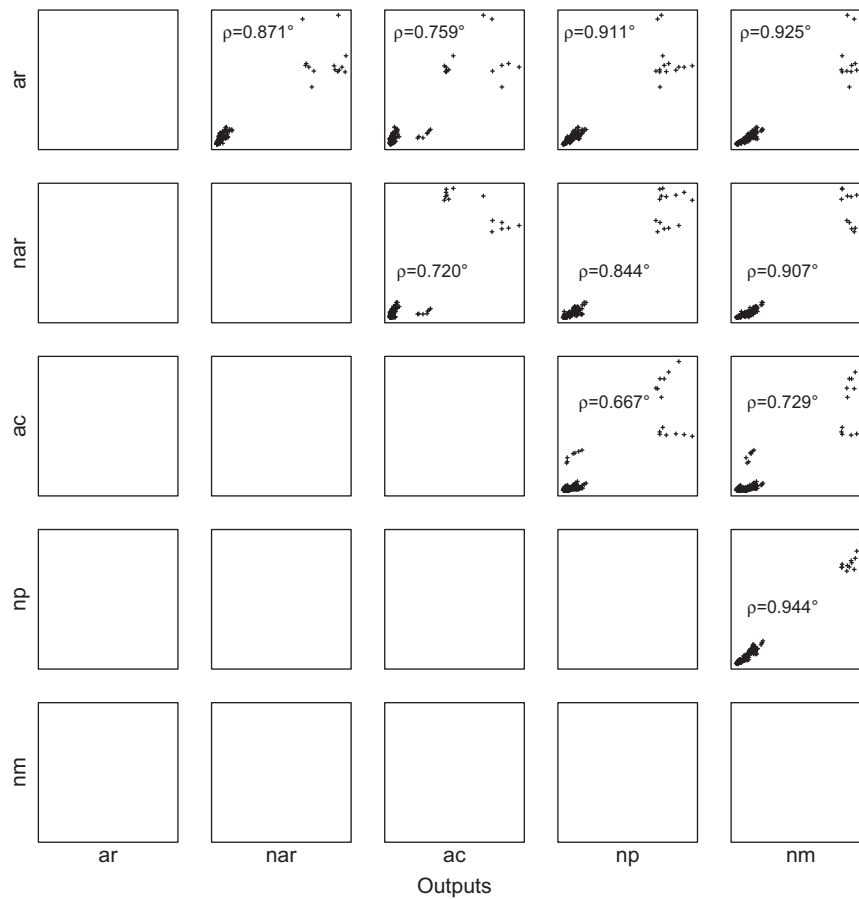 ar
ρ=0.871°
ρ=0.759°
ρ=0.911°
ρ=0.925°
nar
ρ=0.720°
ρ=0.844°
ρ=0.907°
ac
ρ=0.667°
ρ=0.729°
np
ρ=0.944°
nm
ar nar ac np nm
Outputs